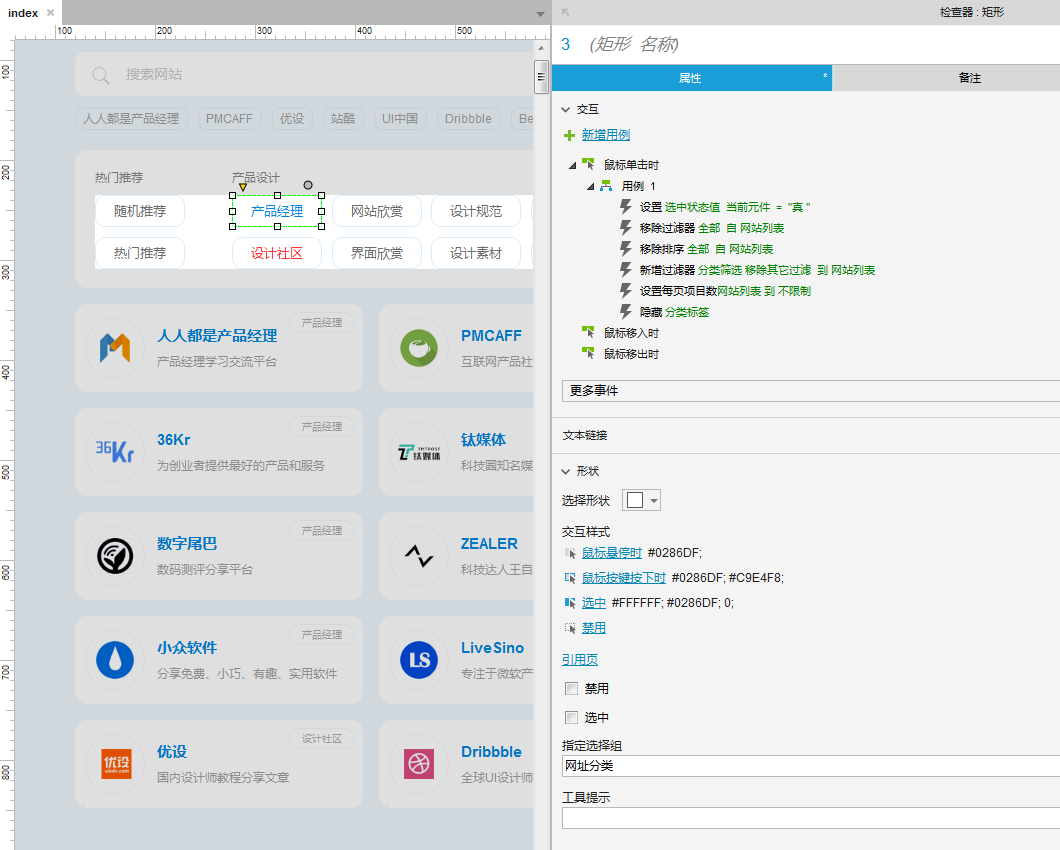 index ×
100 200 300 400 500
搜索网站
人人都是产品经理 PMCAFF 优设 站酷 UI中国 Dribbble Be
热门推荐 产品设计
随机推荐 产品经理 网站欣赏 设计规范
热门推荐 设计社区 界面欣赏 设计素材
人人都是产品经理 产品经理
产品经理学习交流平台
PMCAFF
互联网产品社
36Kr 产品经理
36Kr
为创业者提供最好的产品和服务
钛媒体
TMTPOST
钛媒体
科技圈知名媒
数字尾巴 产品经理
数码测评分享平台
ZEALER
科技达人王自
小众软件 产品经理
分享免费、小巧、有趣、实用软件
LS
LiveSino
专注于微软产
优设 设计社区
优设
uisdc.com
国内设计师教程分享文章
Dribbble
全球UI设计师
100
200
300
400
500
600
700
800
检查器 : 矩形
3 (矩形 名称)
属性 * 备注
交互
新增用例
鼠标单击时
用例 1
设置 选中状态值 当前元件 = "真"
移除过滤器 全部 自 网站列表
移除排序 全部 自 网站列表
新增过滤器 分类筛选 移除其它过滤 到 网站列表
设置每页项目数网站列表 到 不限制
隐藏 分类标签
鼠标移入时
鼠标移出时
更多事件
文本链接
形状
选择形状
交互样式
鼠标悬停时 #0286DF;
鼠标按键按下时 #0286DF; #C9E4F8;
选中 #FFFFFF; #0286DF; 0;
禁用
引用页
禁用
选中
指定选择组
网址分类
工具提示